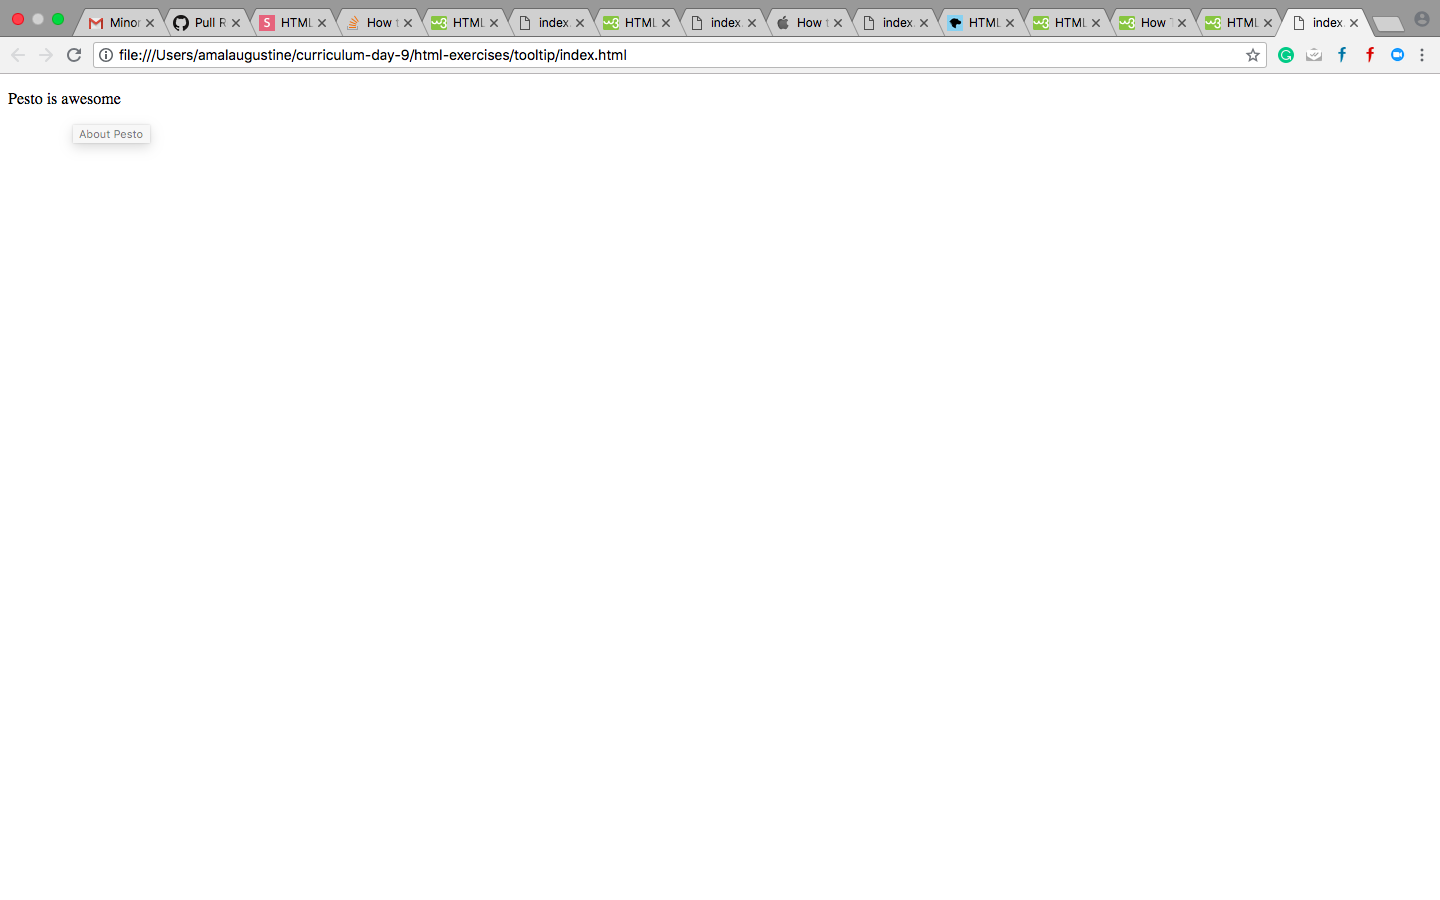 Minor
Pull R
S HTML
How t
HTML
index.
HTML
index.
How t
index.
HTML
HTML
How T
HTML
index.
file:///Users/amalaugustine/curriculum-day-9/html-exercises/tooltip/index.html
Pesto is awesome
About Pesto